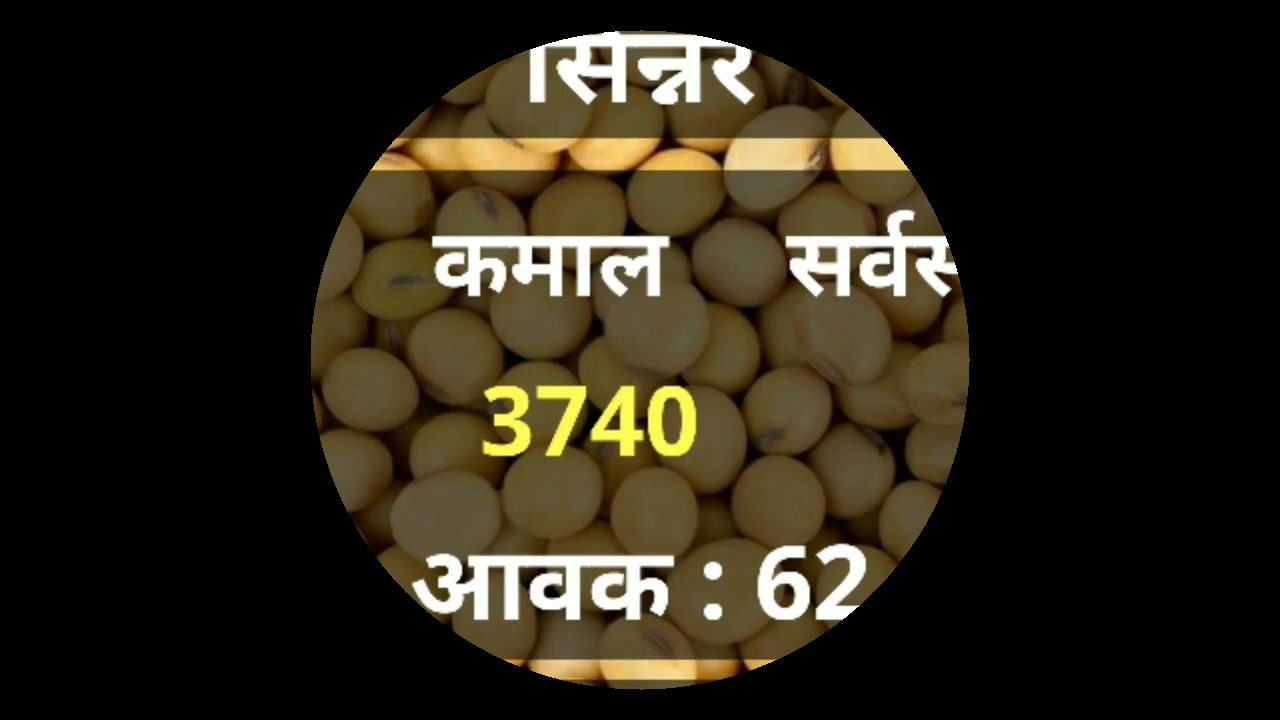 सिन्नर
कमाल
3740
आवक : 62